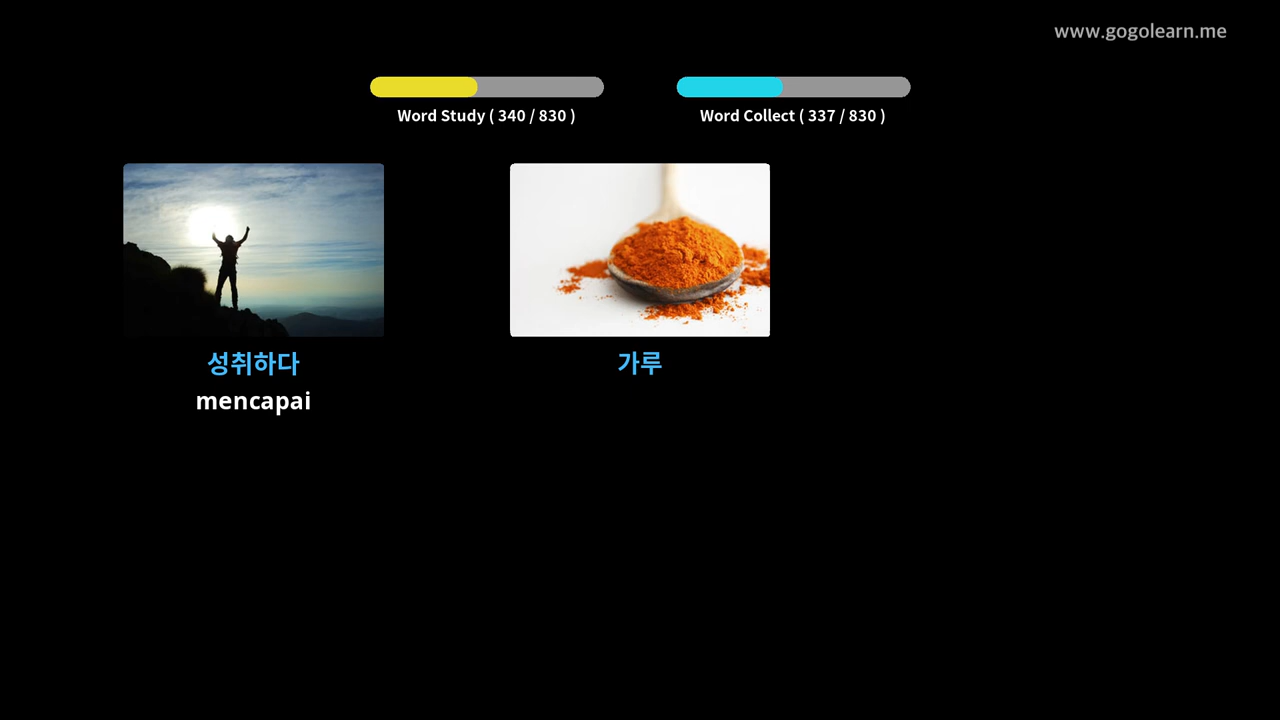 www.gogolearn.me
Word Study ( 340 / 830 )
Word Collect ( 337 / 830 )
성취하다
mencapai
가루